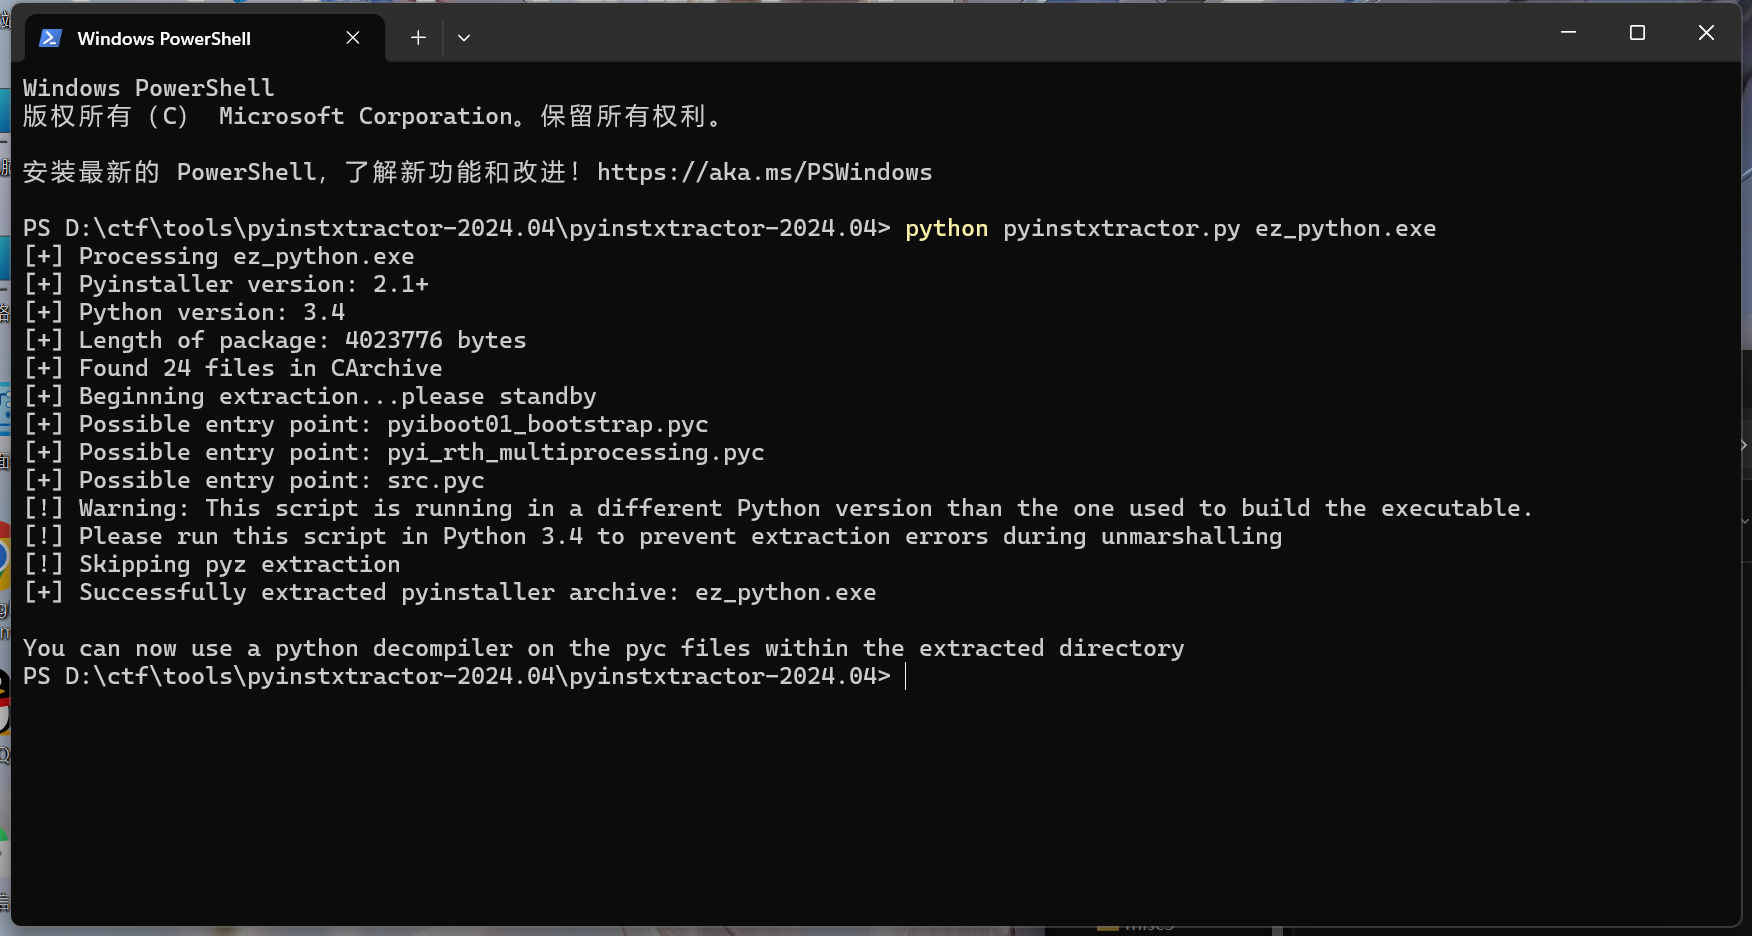 Windows PowerShell
Windows PowerShell
版权所有（C） Microsoft Corporation。保留所有权利。
安装最新的 PowerShell，了解新功能和改进！https://aka.ms/PSWindows
PS D:\ctf\tools\pyinstxtractor-2024.04\pyinstxtractor-2024.04> python pyinstxtractor.py ez_python.exe
[+] Processing ez_python.exe
[+] Pyinstaller version: 2.1+
[+] Python version: 3.4
[+] Length of package: 4023776 bytes
[+] Found 24 files in CArchive
[+] Beginning extraction...please standby
[+] Possible entry point: pyiboot01_bootstrap.pyc
[+] Possible entry point: pyi_rth_multiprocessing.pyc
[+] Possible entry point: src.pyc
[!] Warning: This script is running in a different Python version than the one used to build the executable.
[!] Please run this script in Python 3.4 to prevent extraction errors during unmarshalling
[!] Skipping pyz extraction
[+] Successfully extracted pyinstaller archive: ez_python.exe
You can now use a python decompiler on the pyc files within the extracted directory
PS D:\ctf\tools\pyinstxtractor-2024.04\pyinstxtractor-2024.04>